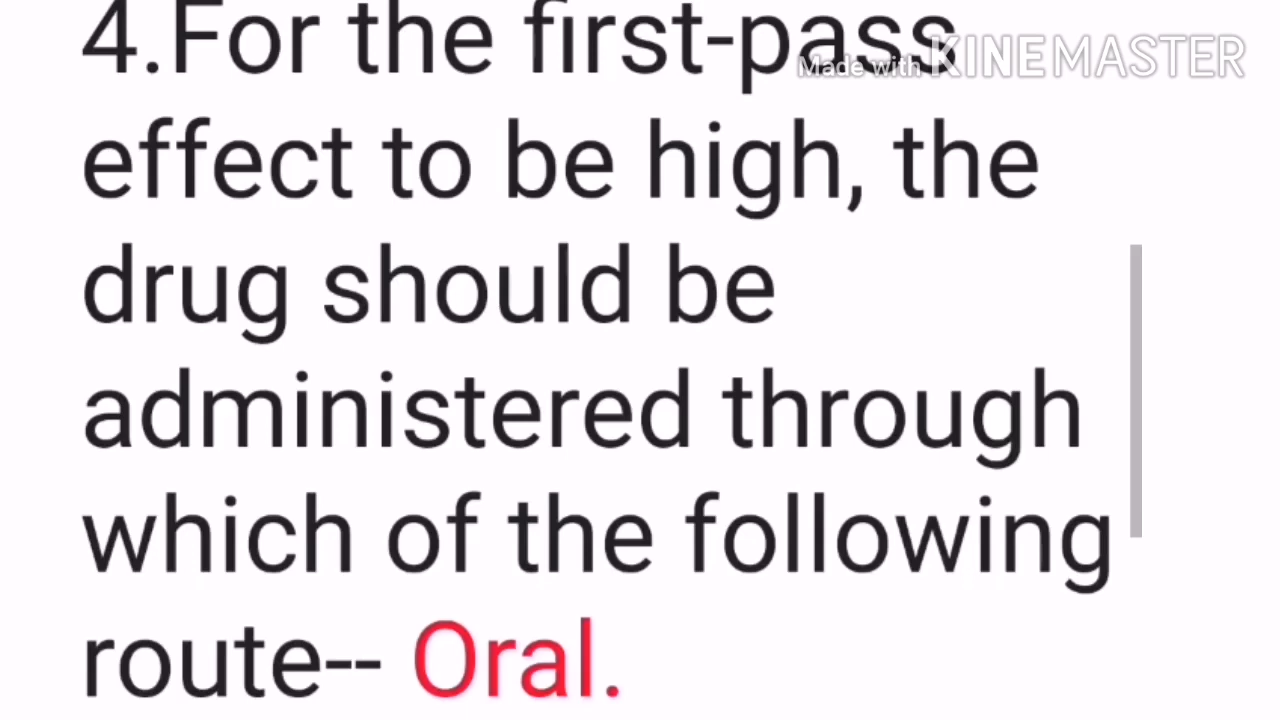 4.For the first-pass
Made with KINEMASTER
effect to be high, the
drug should be
administered through
which of the following
route-- Oral.